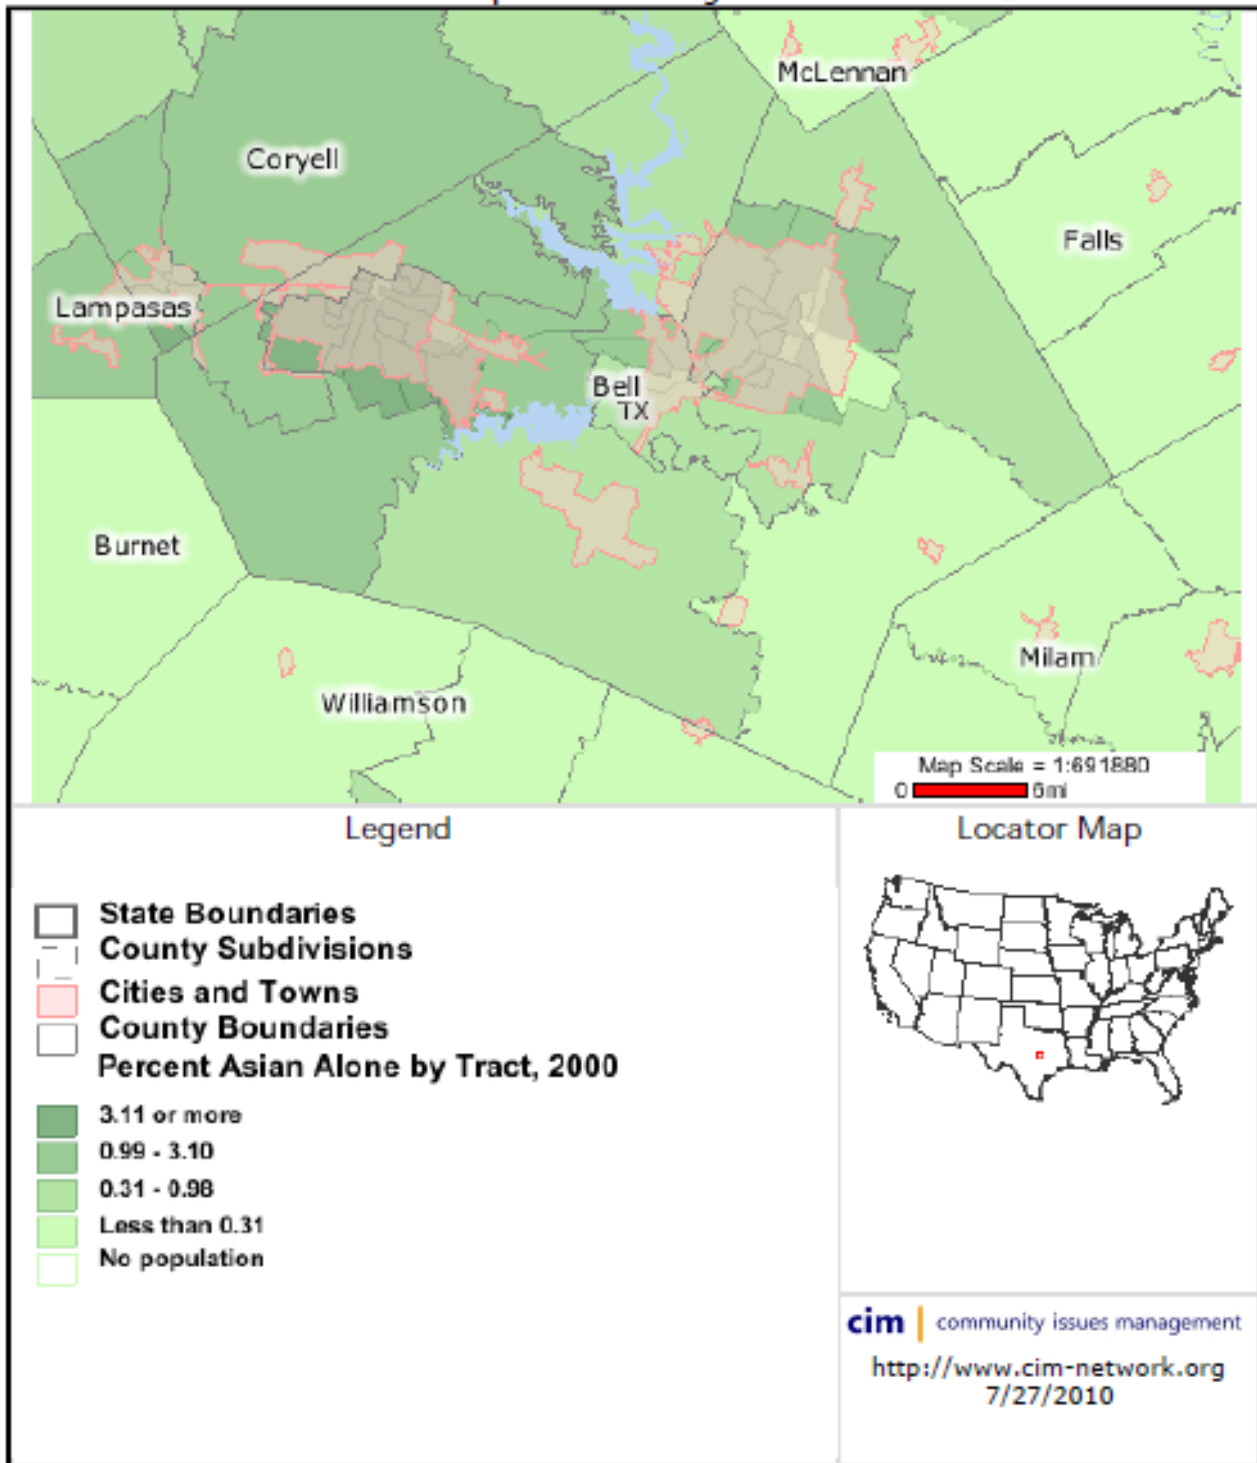 McLennan
Coryell
Falls
Lampasas
Bell
TX
Burnet
Milam
Williamson
Map Scale = 1:691880
0 6mi
Legend
Locator Map
State Boundaries
County Subdivisions
Cities and Towns
County Boundaries
Percent Asian Alone by Tract, 2000
3.11 or more
0.99 - 3.10
0.31 - 0.98
Less than 0.31
No population
cim | community issues management
http://www.cim-network.org
7/27/2010